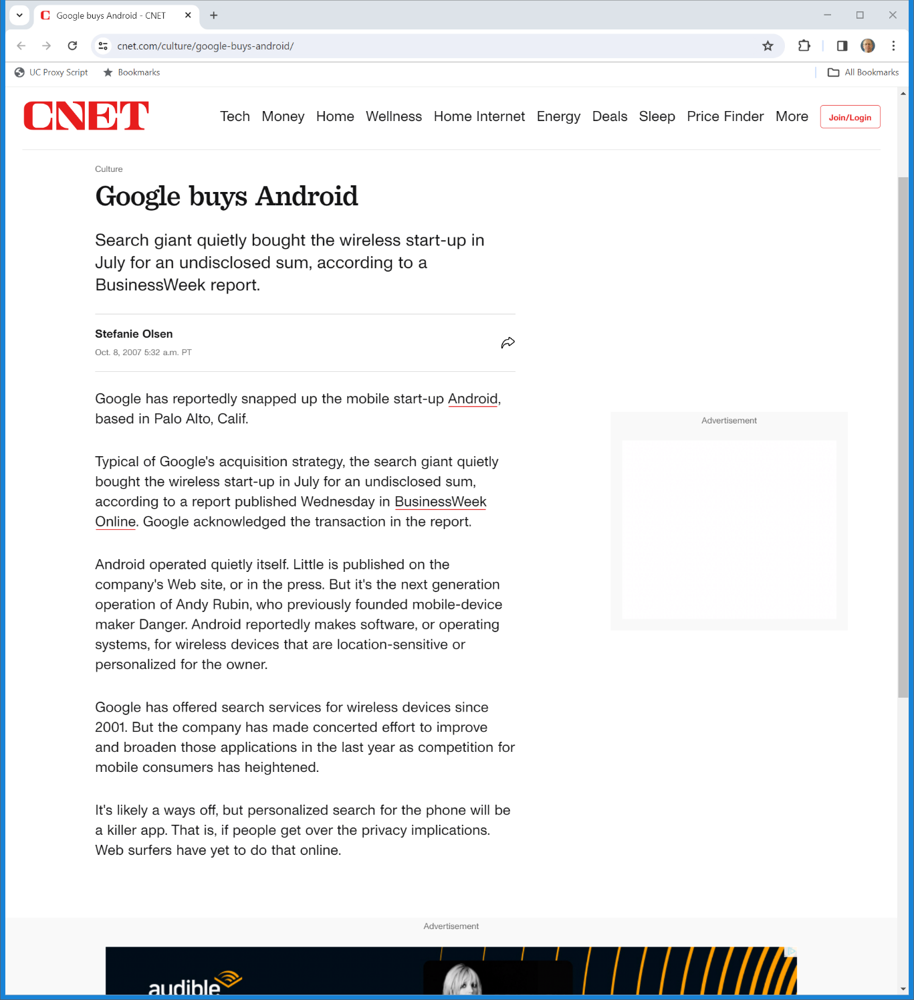 Google buys Android - CNET
cnet.com/culture/google-buys-android/
UC Proxy Script
Bookmarks
All Bookmarks
CNET
Tech
Money
Home
Wellness
Home Internet
Energy
Deals
Sleep
Price Finder
More
Join/Login
Culture
Google buys Android
Search giant quietly bought the wireless start-up in
July for an undisclosed sum, according to a
BusinessWeek report.
Stefanie Olsen
Oct. 8, 2007 5:32 a.m. PT
Google has reportedly snapped up the mobile start-up Android,
based in Palo Alto, Calif.
Typical of Google's acquisition strategy, the search giant quietly
bought the wireless start-up in July for an undisclosed sum,
according to a report published Wednesday in BusinessWeek
Online. Google acknowledged the transaction in the report.
Android operated quietly itself. Little is published on the
company's Web site, or in the press. But it's the next generation
operation of Andy Rubin, who previously founded mobile-device
maker Danger. Android reportedly makes software, or operating
systems, for wireless devices that are location-sensitive or
personalized for the owner.
Google has offered search services for wireless devices since
2001. But the company has made concerted effort to improve
and broaden those applications in the last year as competition for
mobile consumers has heightened.
It's likely a ways off, but personalized search for the phone will be
a killer app. That is, if people get over the privacy implications.
Web surfers have yet to do that online.
Advertisement
Advertisement
audible